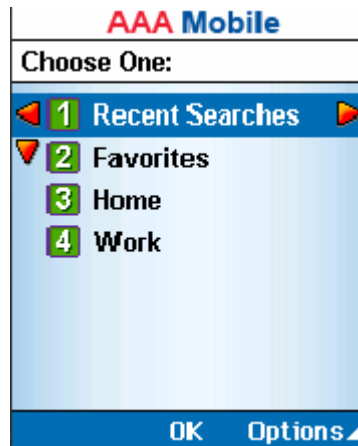 AAA Mobile
Choose One:
1 Recent Searches
2 Favorites
3 Home
4 Work
OK Options